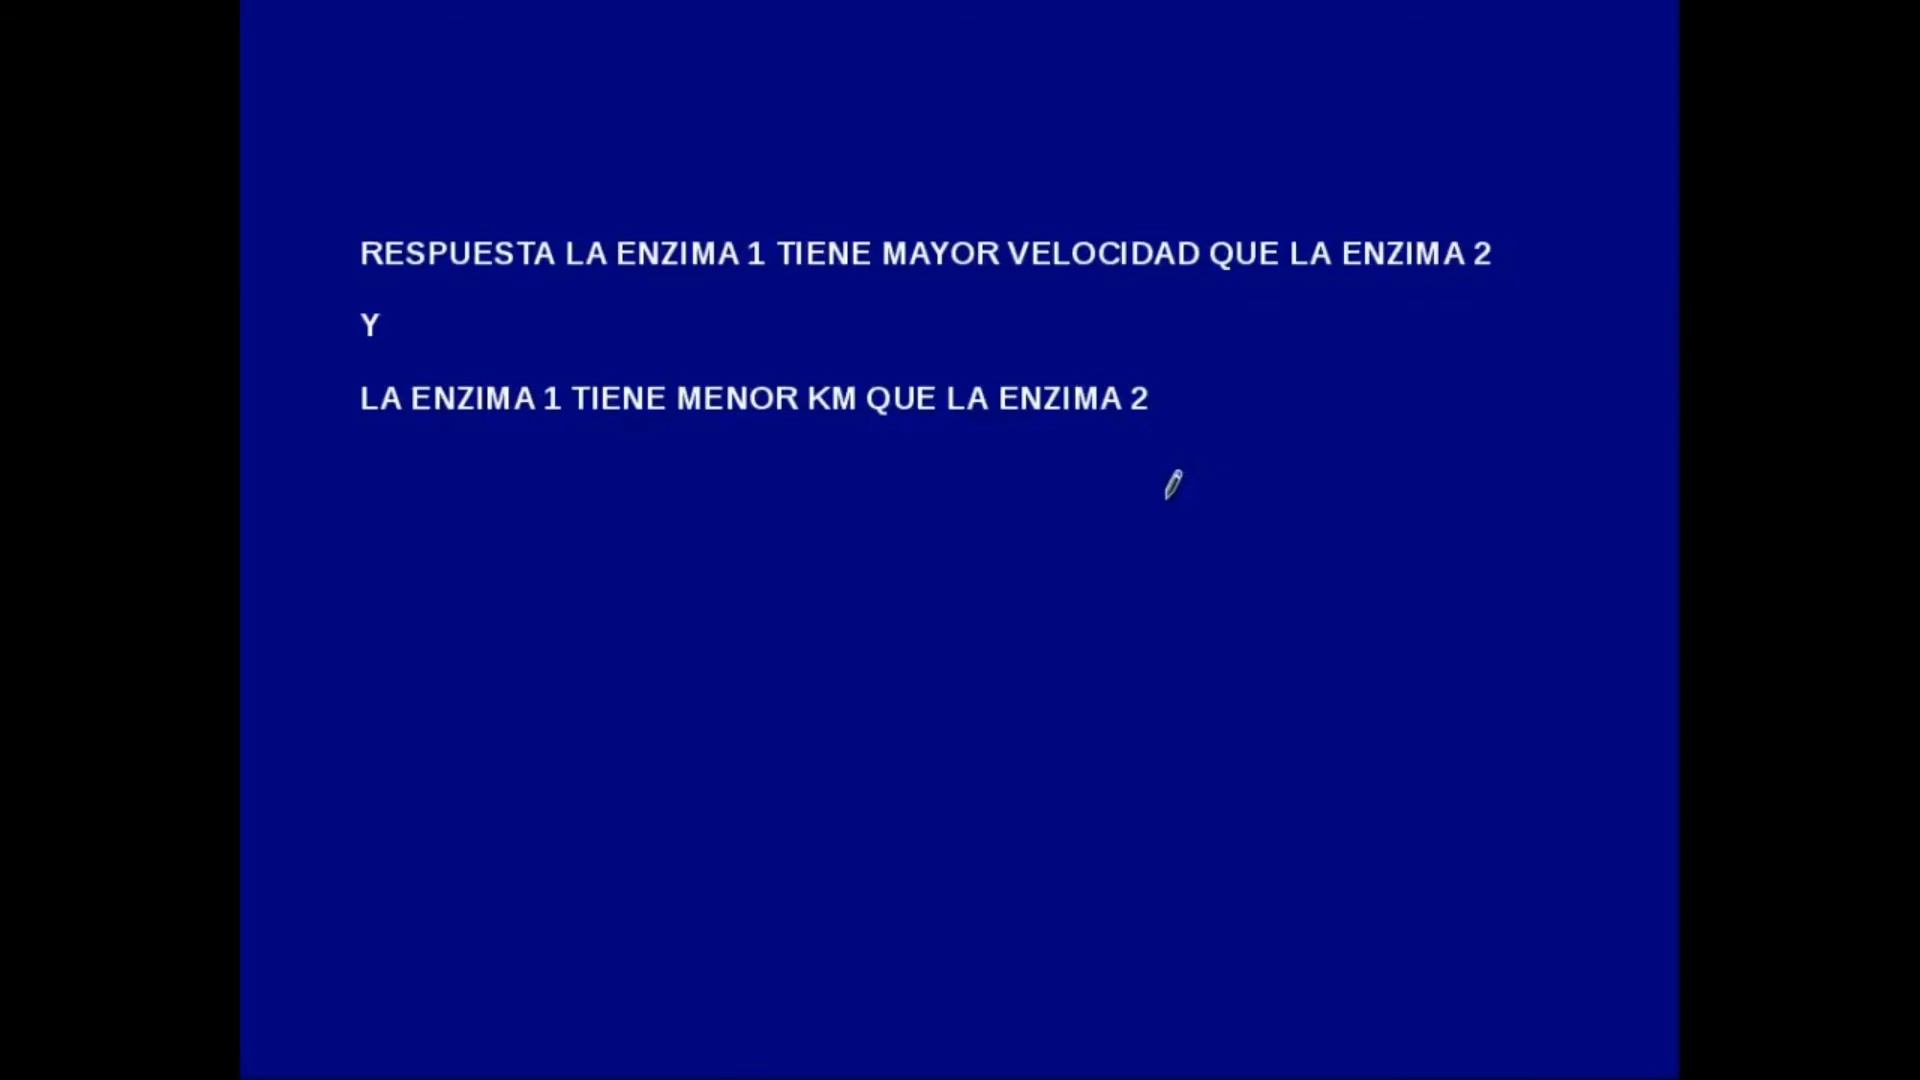 RESPUESTA LA ENZIMA 1 TIENE MAYOR VELOCIDAD QUE LA ENZIMA 2
Y
LA ENZIMA 1 TIENE MENOR KM QUE LA ENZIMA 2